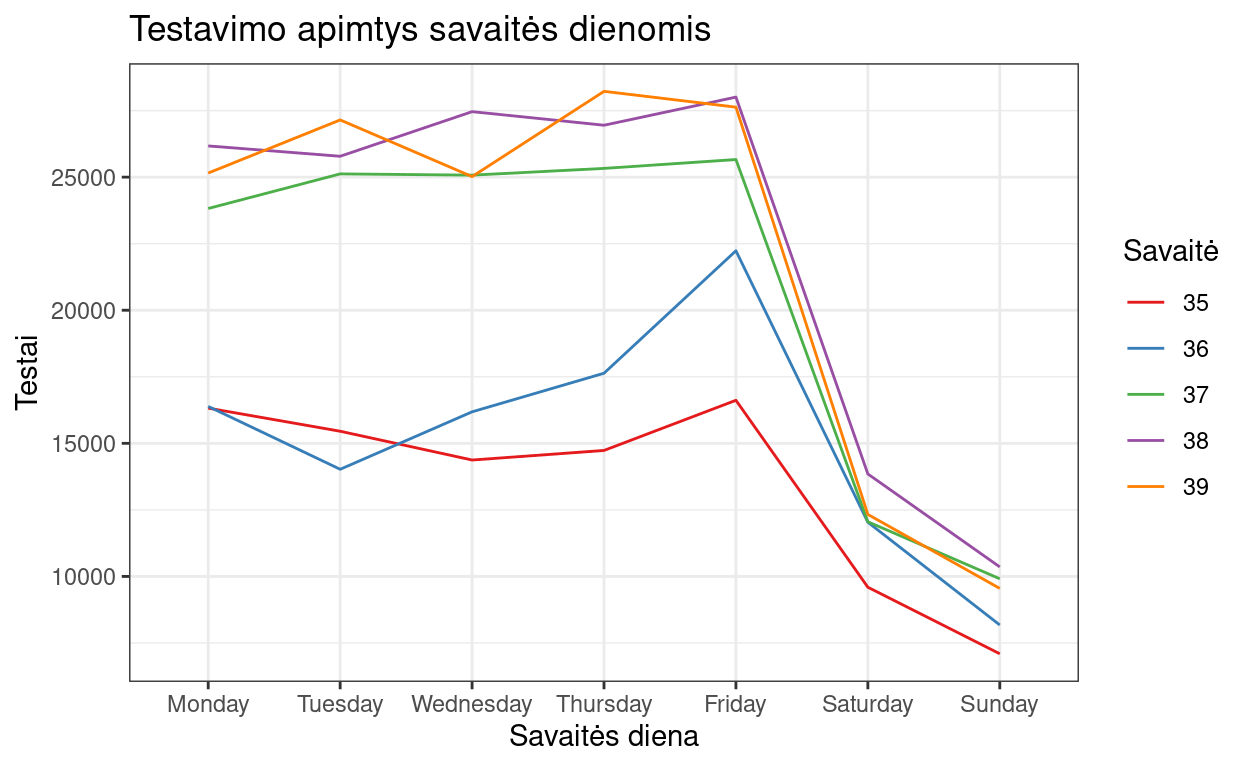 Testavimo apimtys savaitės dienomis
Testai
25000
20000
15000
10000
Monday Tuesday Wednesday Thursday Friday Saturday Sunday
Savaitės diena
Savaitė
35
36
37
38
39